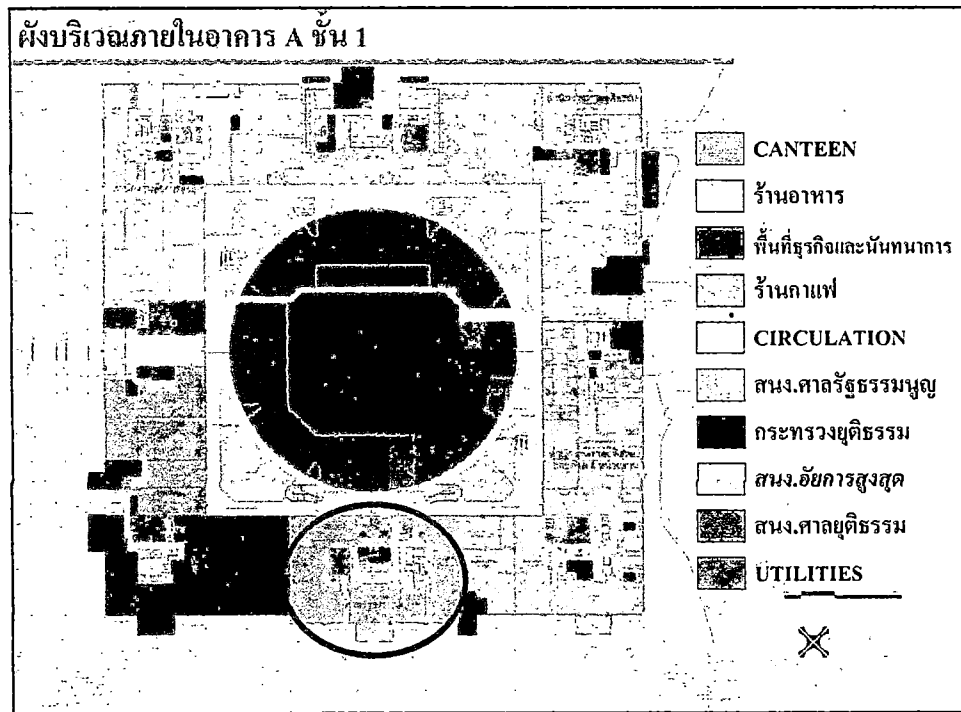 ผังบริเวณภายในอาคาร A ชั้น 1
CANTEEN
ร้านอาหาร
พื้นที่ธุรกิจและนันทนาการ
ร้านกาแฟ
CIRCULATION
สนง.ศาลรัฐธรรมนูญ
กระทรวงยุติธรรม
สนง.อัยการสูงสุด
สนง.ศาลยุติธรรม
UTILITIES